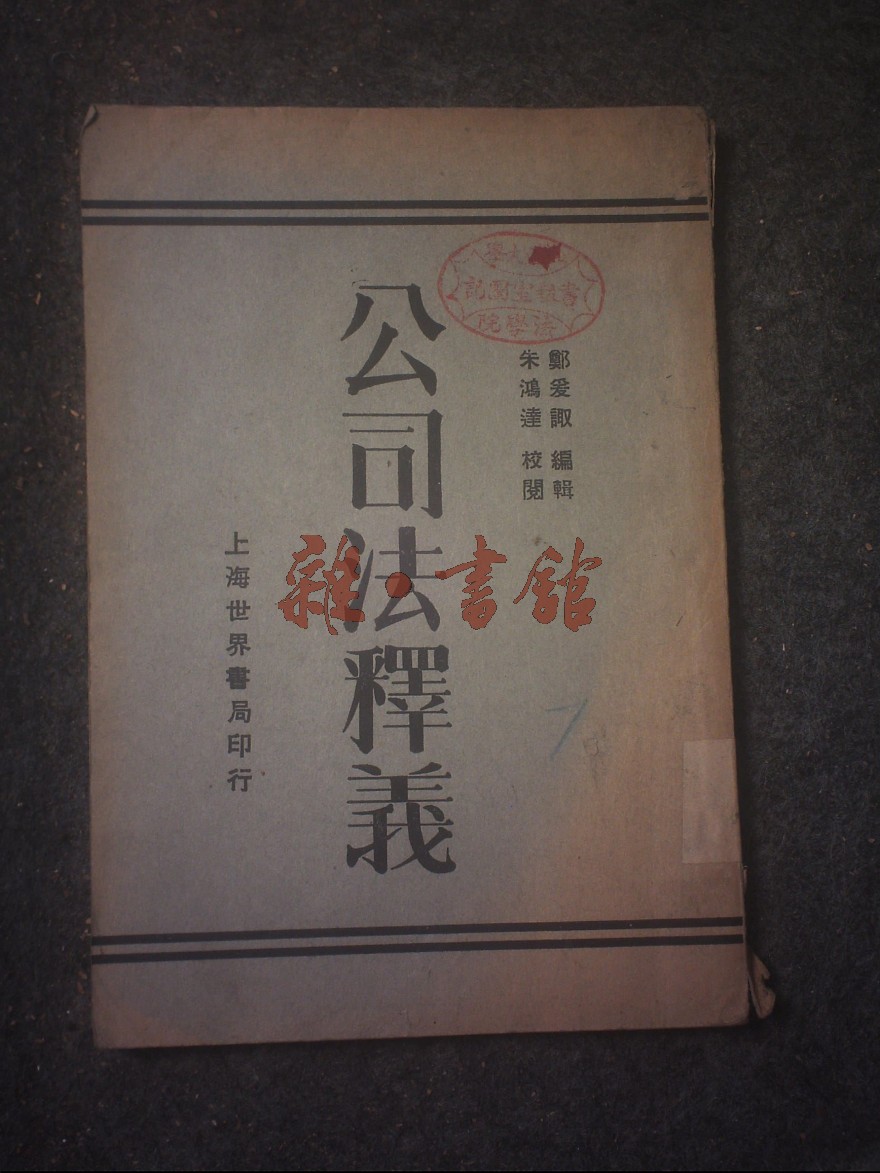 鄭爰諏 編輯
朱鴻達 校閱
公司法釋義
上海世界書局印行
雜·書館